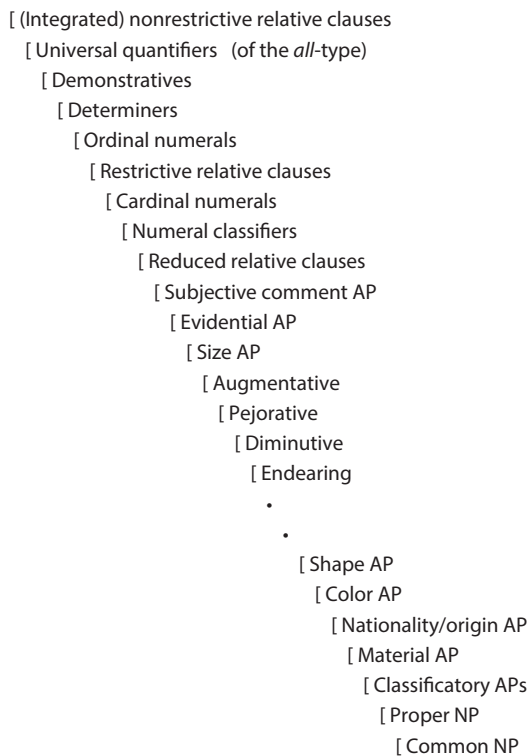 [ (Integrated) nonrestrictive relative clauses
[ Universal quantifiers (of the all-type)
[ Demonstratives
[ Determiners
[ Ordinal numerals
[ Restrictive relative clauses
[ Cardinal numerals
[ Numeral classifiers
[ Reduced relative clauses
[ Subjective comment AP
[ Evidential AP
[ Size AP
[ Augmentative
[ Pejorative
[ Diminutive
[ Endearing
•
•
[ Shape AP
[ Color AP
[ Nationality/origin AP
[ Material AP
[ Classificatory APs
[ Proper NP
[ Common NP